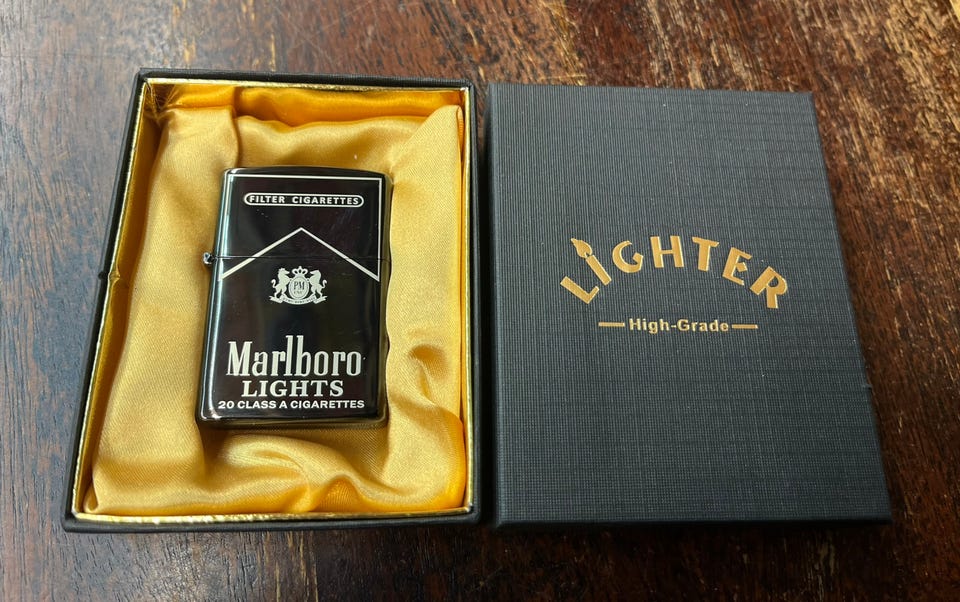 FILTER CIGARETTES
PM
Marlboro
LIGHTS
20 CLASS A CIGARETTES
LiGHTER
High-Grade